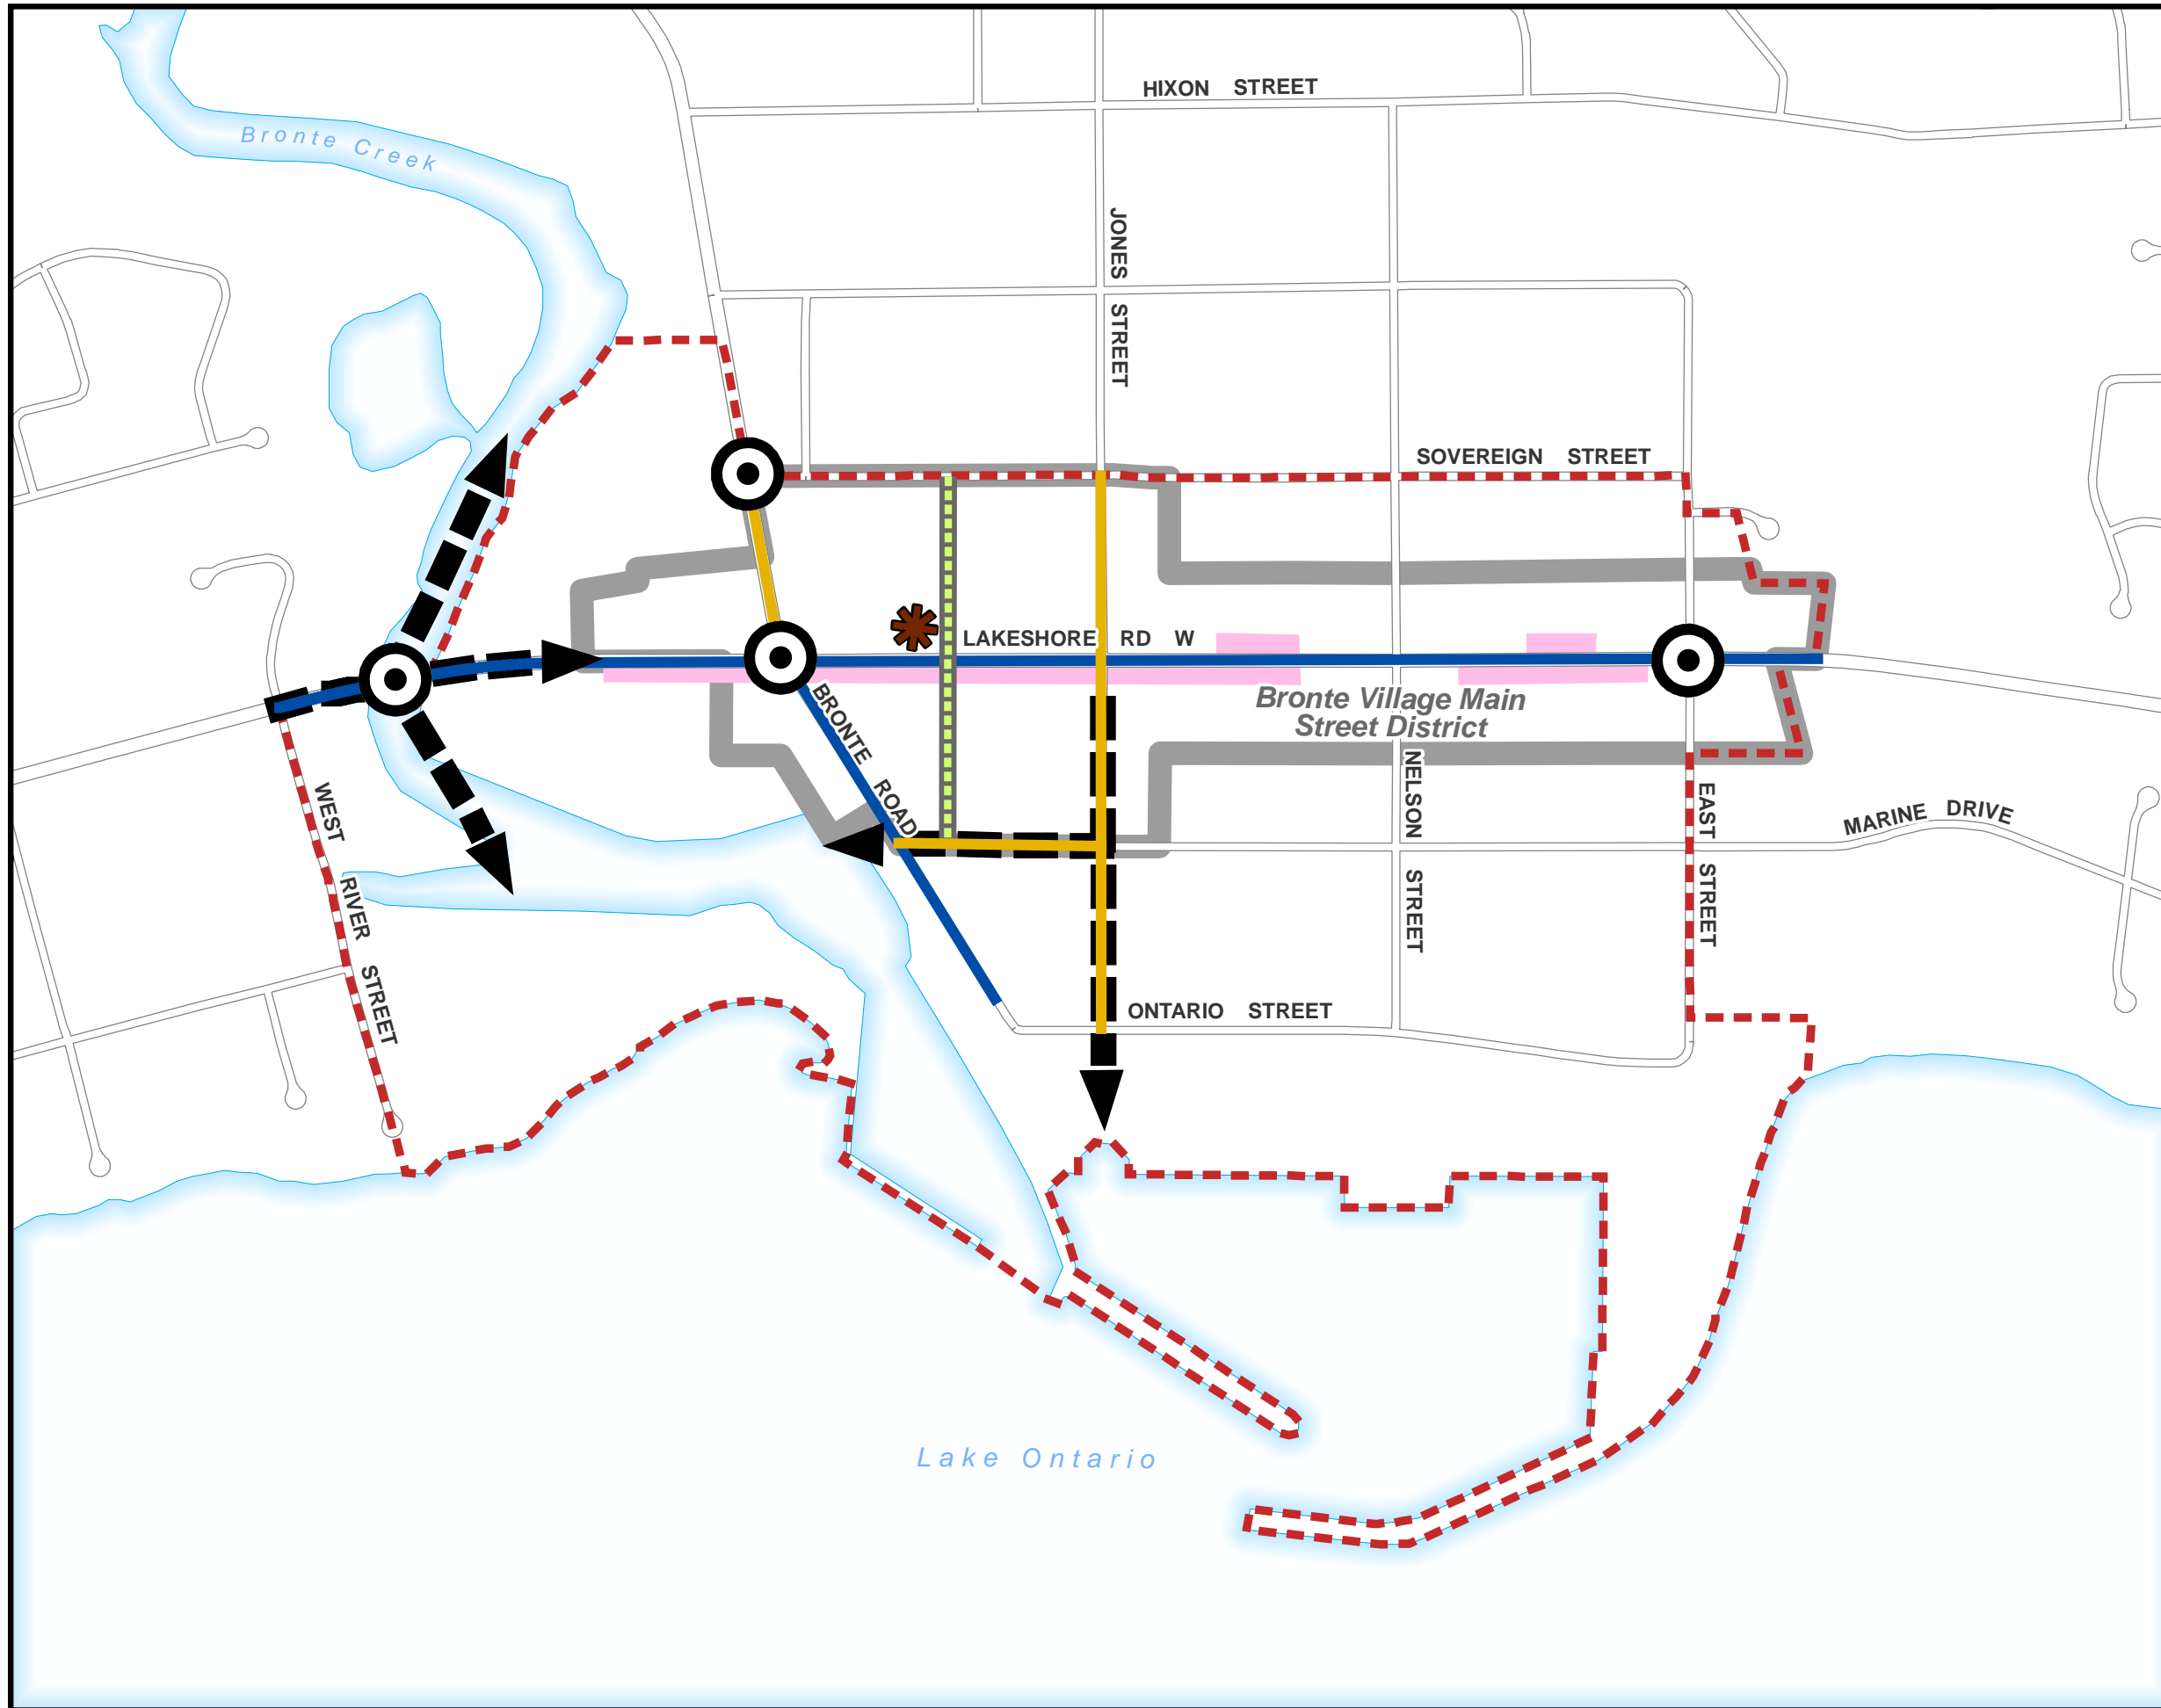 HIXON STREET
Bronte Creek
JONES STREET
SOVEREIGN STREET
LAKESHORE RD W
Bronte Village Main
Street District
BRONTE ROAD
NELSON STREET
EAST STREET
MARINE DRIVE
WEST RIVER STREET
ONTARIO STREET
Lake Ontario